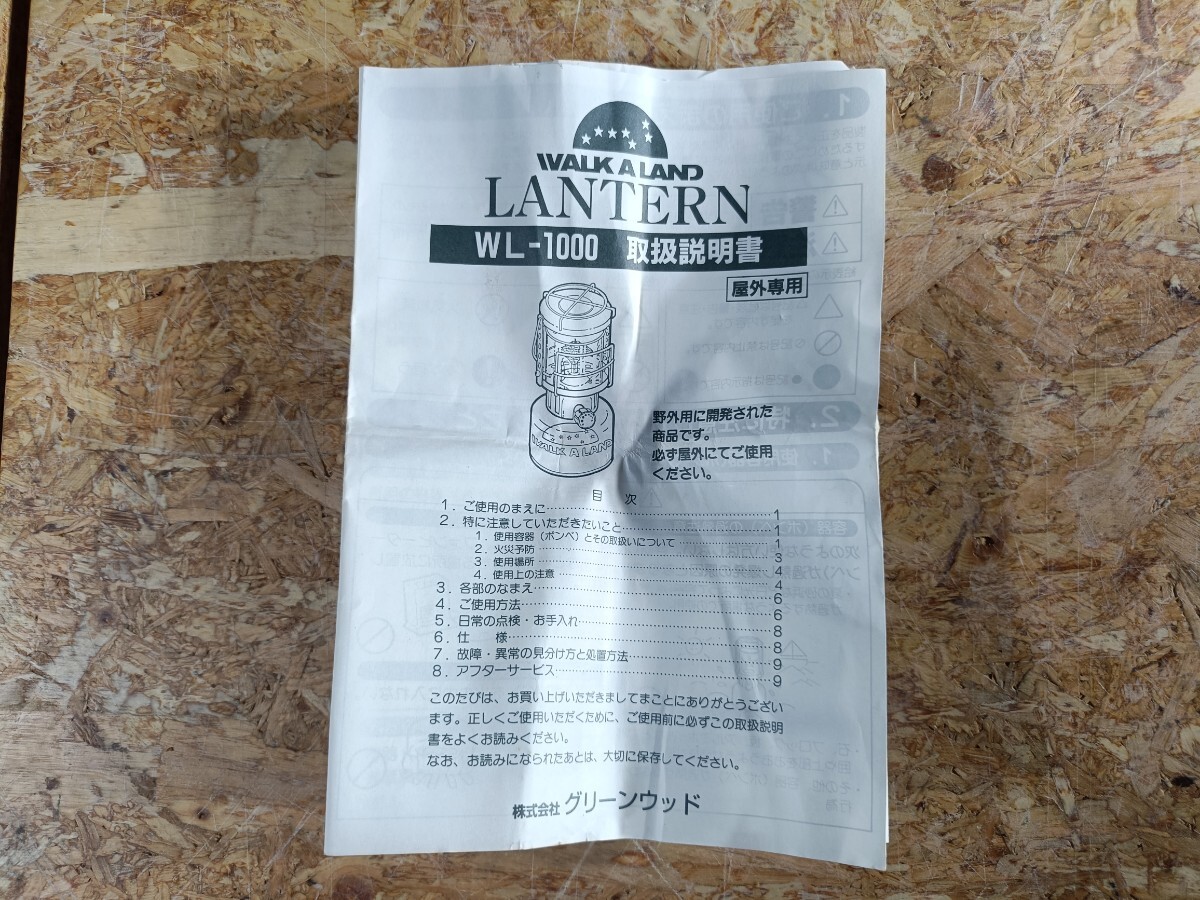 WALK A LAND
LANTERN
WL-1000 取扱説明書
屋外専用
WALK A LAND
野外用に開発された
商品です。
必ず屋外にてご使用
ください。
目 次
1. ご使用のまえに 1
2. 特に注意していただきたいこと 1
1. 使用容器（ボンベ）とその取扱いについて 1
2. 火災予防 3
3. 使用場所 4
4. 使用上の注意 4
3. 各部のなまえ 6
4. ご使用方法 6
5. 日常の点検・お手入れ 8
6. 仕 様 8
7. 故障・異常の見分け方と処置方法 9
8. アフターサービス 9
このたびは、お買い上げいただきましてまことにありがとうござい
ます。正しくご使用いただくために、ご使用前に必ずこの取扱説明
書をよくお読みください。
なお、お読みになられたあとは、大切に保存してください。
株式会社 グリーンウッド